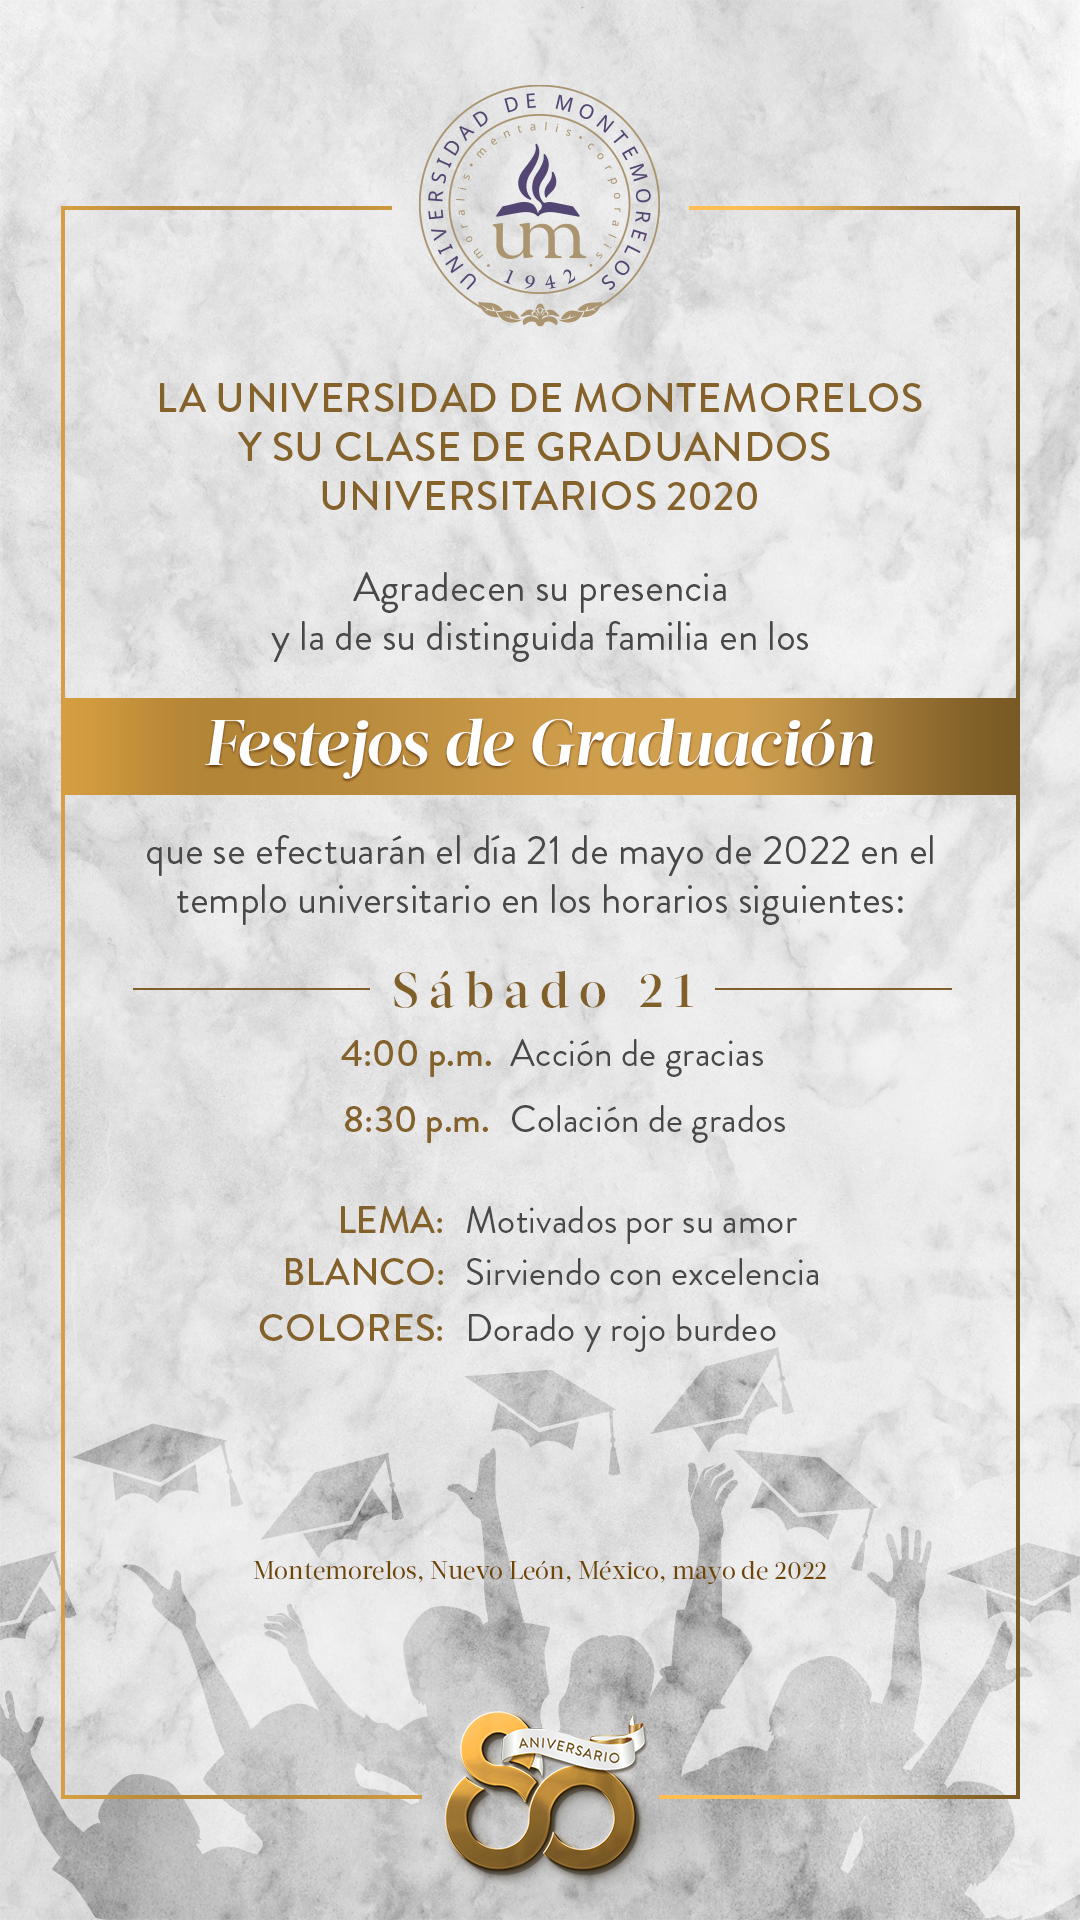 UNIVERSIDAD DE MONTEMORELOS
moralis • mentalis • corporalis
um
1942
LA UNIVERSIDAD DE MONTEMORELOS
Y SU CLASE DE GRADUANDOS
UNIVERSITARIOS 2020
Agradecen su presencia
y la de su distinguida familia en los
Festejos de Graduación
que se efectuarán el día 21 de mayo de 2022 en el
templo universitario en los horarios siguientes:
Sábado 21
4:00 p.m. Acción de gracias
8:30 p.m. Colación de grados
LEMA: Motivados por su amor
BLANCO: Sirviendo con excelencia
COLORES: Dorado y rojo burdeo
Montemorelos, Nuevo León, México, mayo de 2022
ANIVERSARIO
80